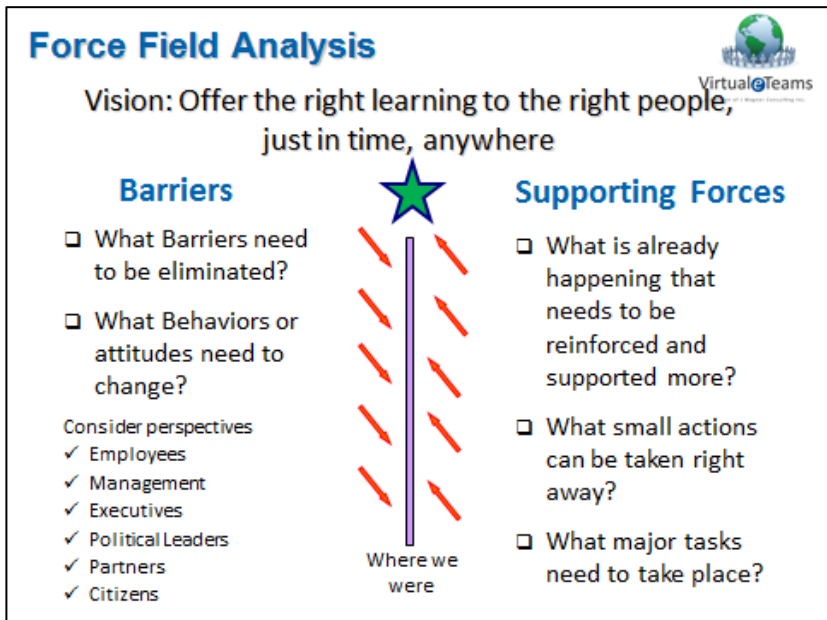 Force Field Analysis
VirtualeTeams
Vision: Offer the right learning to the right people,
just in time, anywhere
Barriers
❑ What Barriers need
to be eliminated?
❑ What Behaviors or
attitudes need to
change?
Consider perspectives
✓ Employees
✓ Management
✓ Executives
✓ Political Leaders
✓ Partners
✓ Citizens
Where we
were
Supporting Forces
❑ What is already
happening that
needs to be
reinforced and
supported more?
❑ What small actions
can be taken right
away?
❑ What major tasks
need to take place?